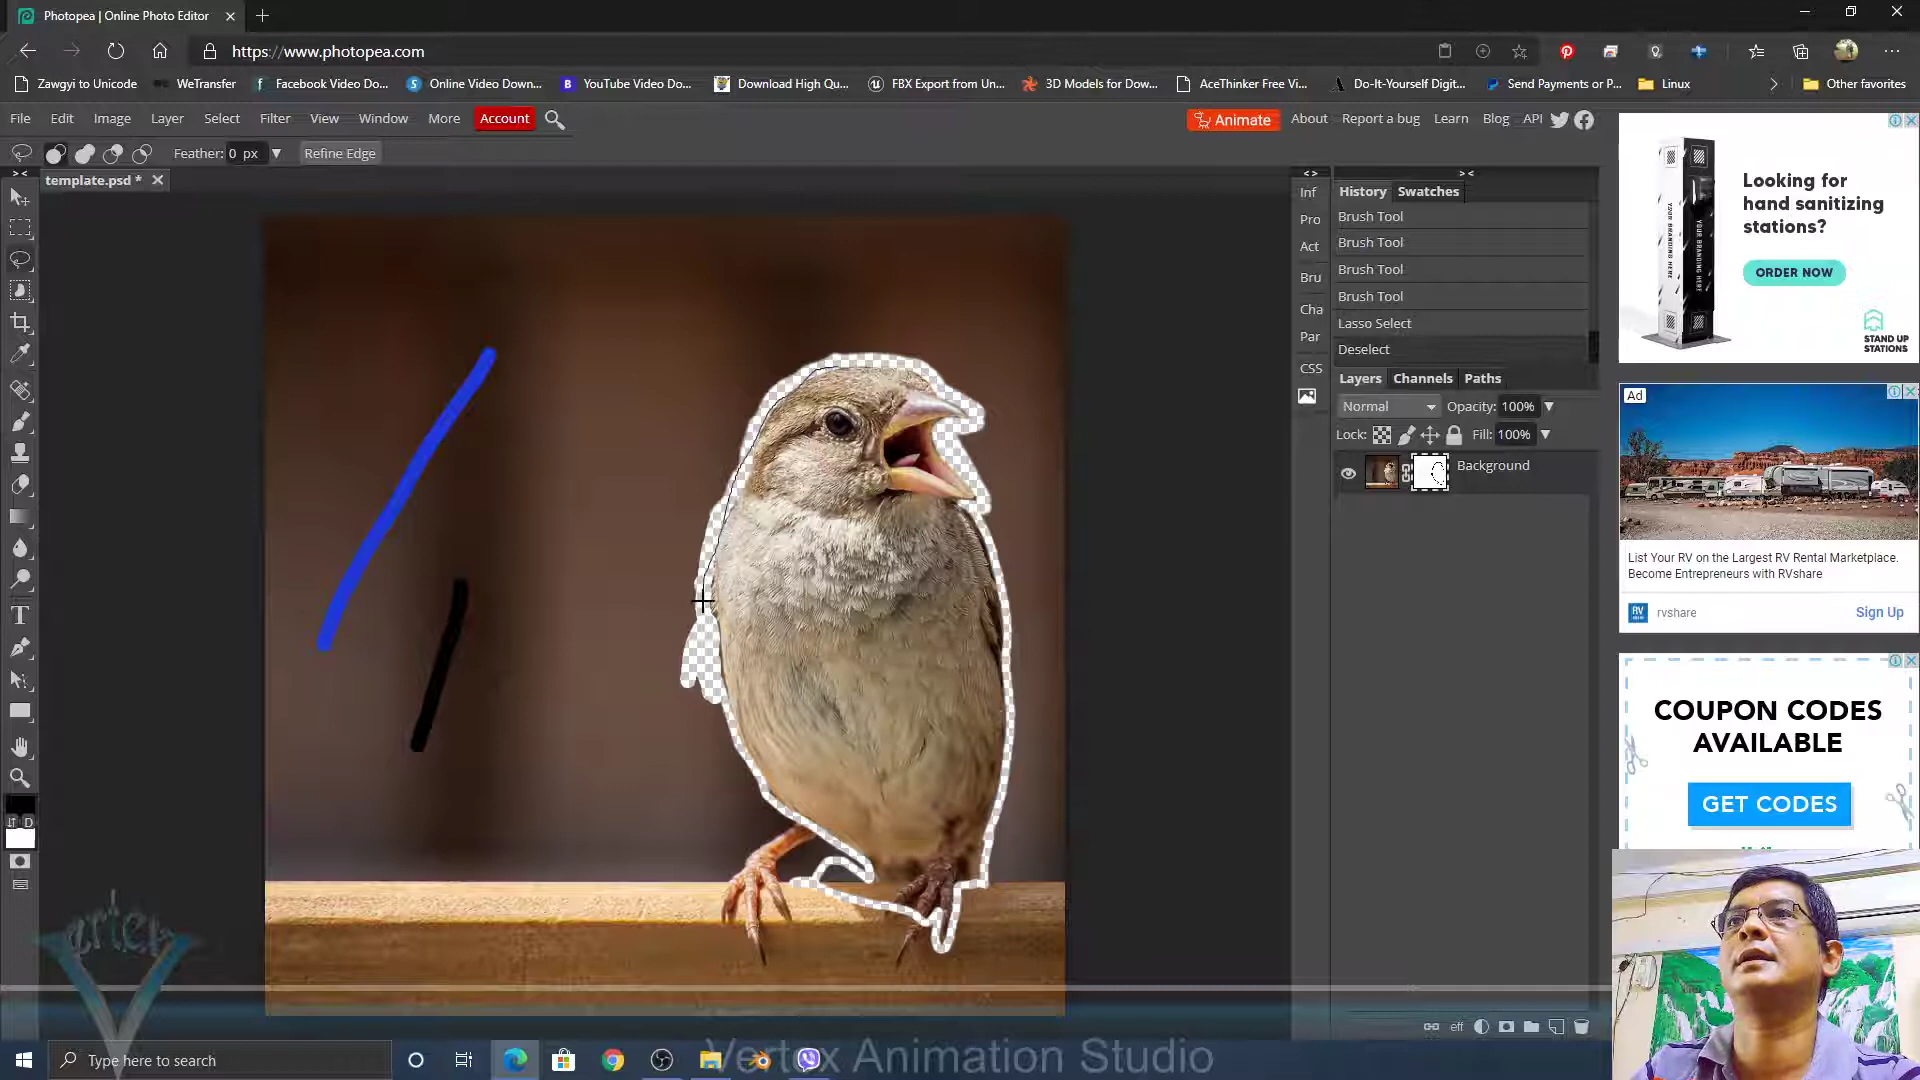 Photopea | Online Photo Editor
https://www.photopea.com
Zawgyi to Unicode
WeTransfer
Facebook Video Do...
Online Video Down...
YouTube Video Do...
Download High Qu...
FBX Export from Un...
3D Models for Dow...
AceThinker Free Vi...
Do-It-Yourself Digit...
Send Payments or P...
Linux
Other favorites
File Edit Image Layer Select Filter View Window More Account
Animate About Report a bug Learn Blog API
Feather: 0 px Refine Edge
template.psd *
Inf
Pro
Act
Bru
Cha
Par
CSS
History Swatches
Brush Tool
Brush Tool
Brush Tool
Brush Tool
Lasso Select
Deselect
Layers Channels Paths
Normal Opacity: 100%
Lock: Fill: 100%
Background
eff
D
Looking for
hand sanitizing
stations?
ORDER NOW
YOUR BRANDING HERE
STAND UP
STATIONS
Ad
List Your RV on the Largest RV Rental Marketplace.
Become Entrepreneurs with RVshare
RV
rvshare
Sign Up
COUPON CODES
AVAILABLE
GET CODES
Vertex Animation Studio
Type here to search